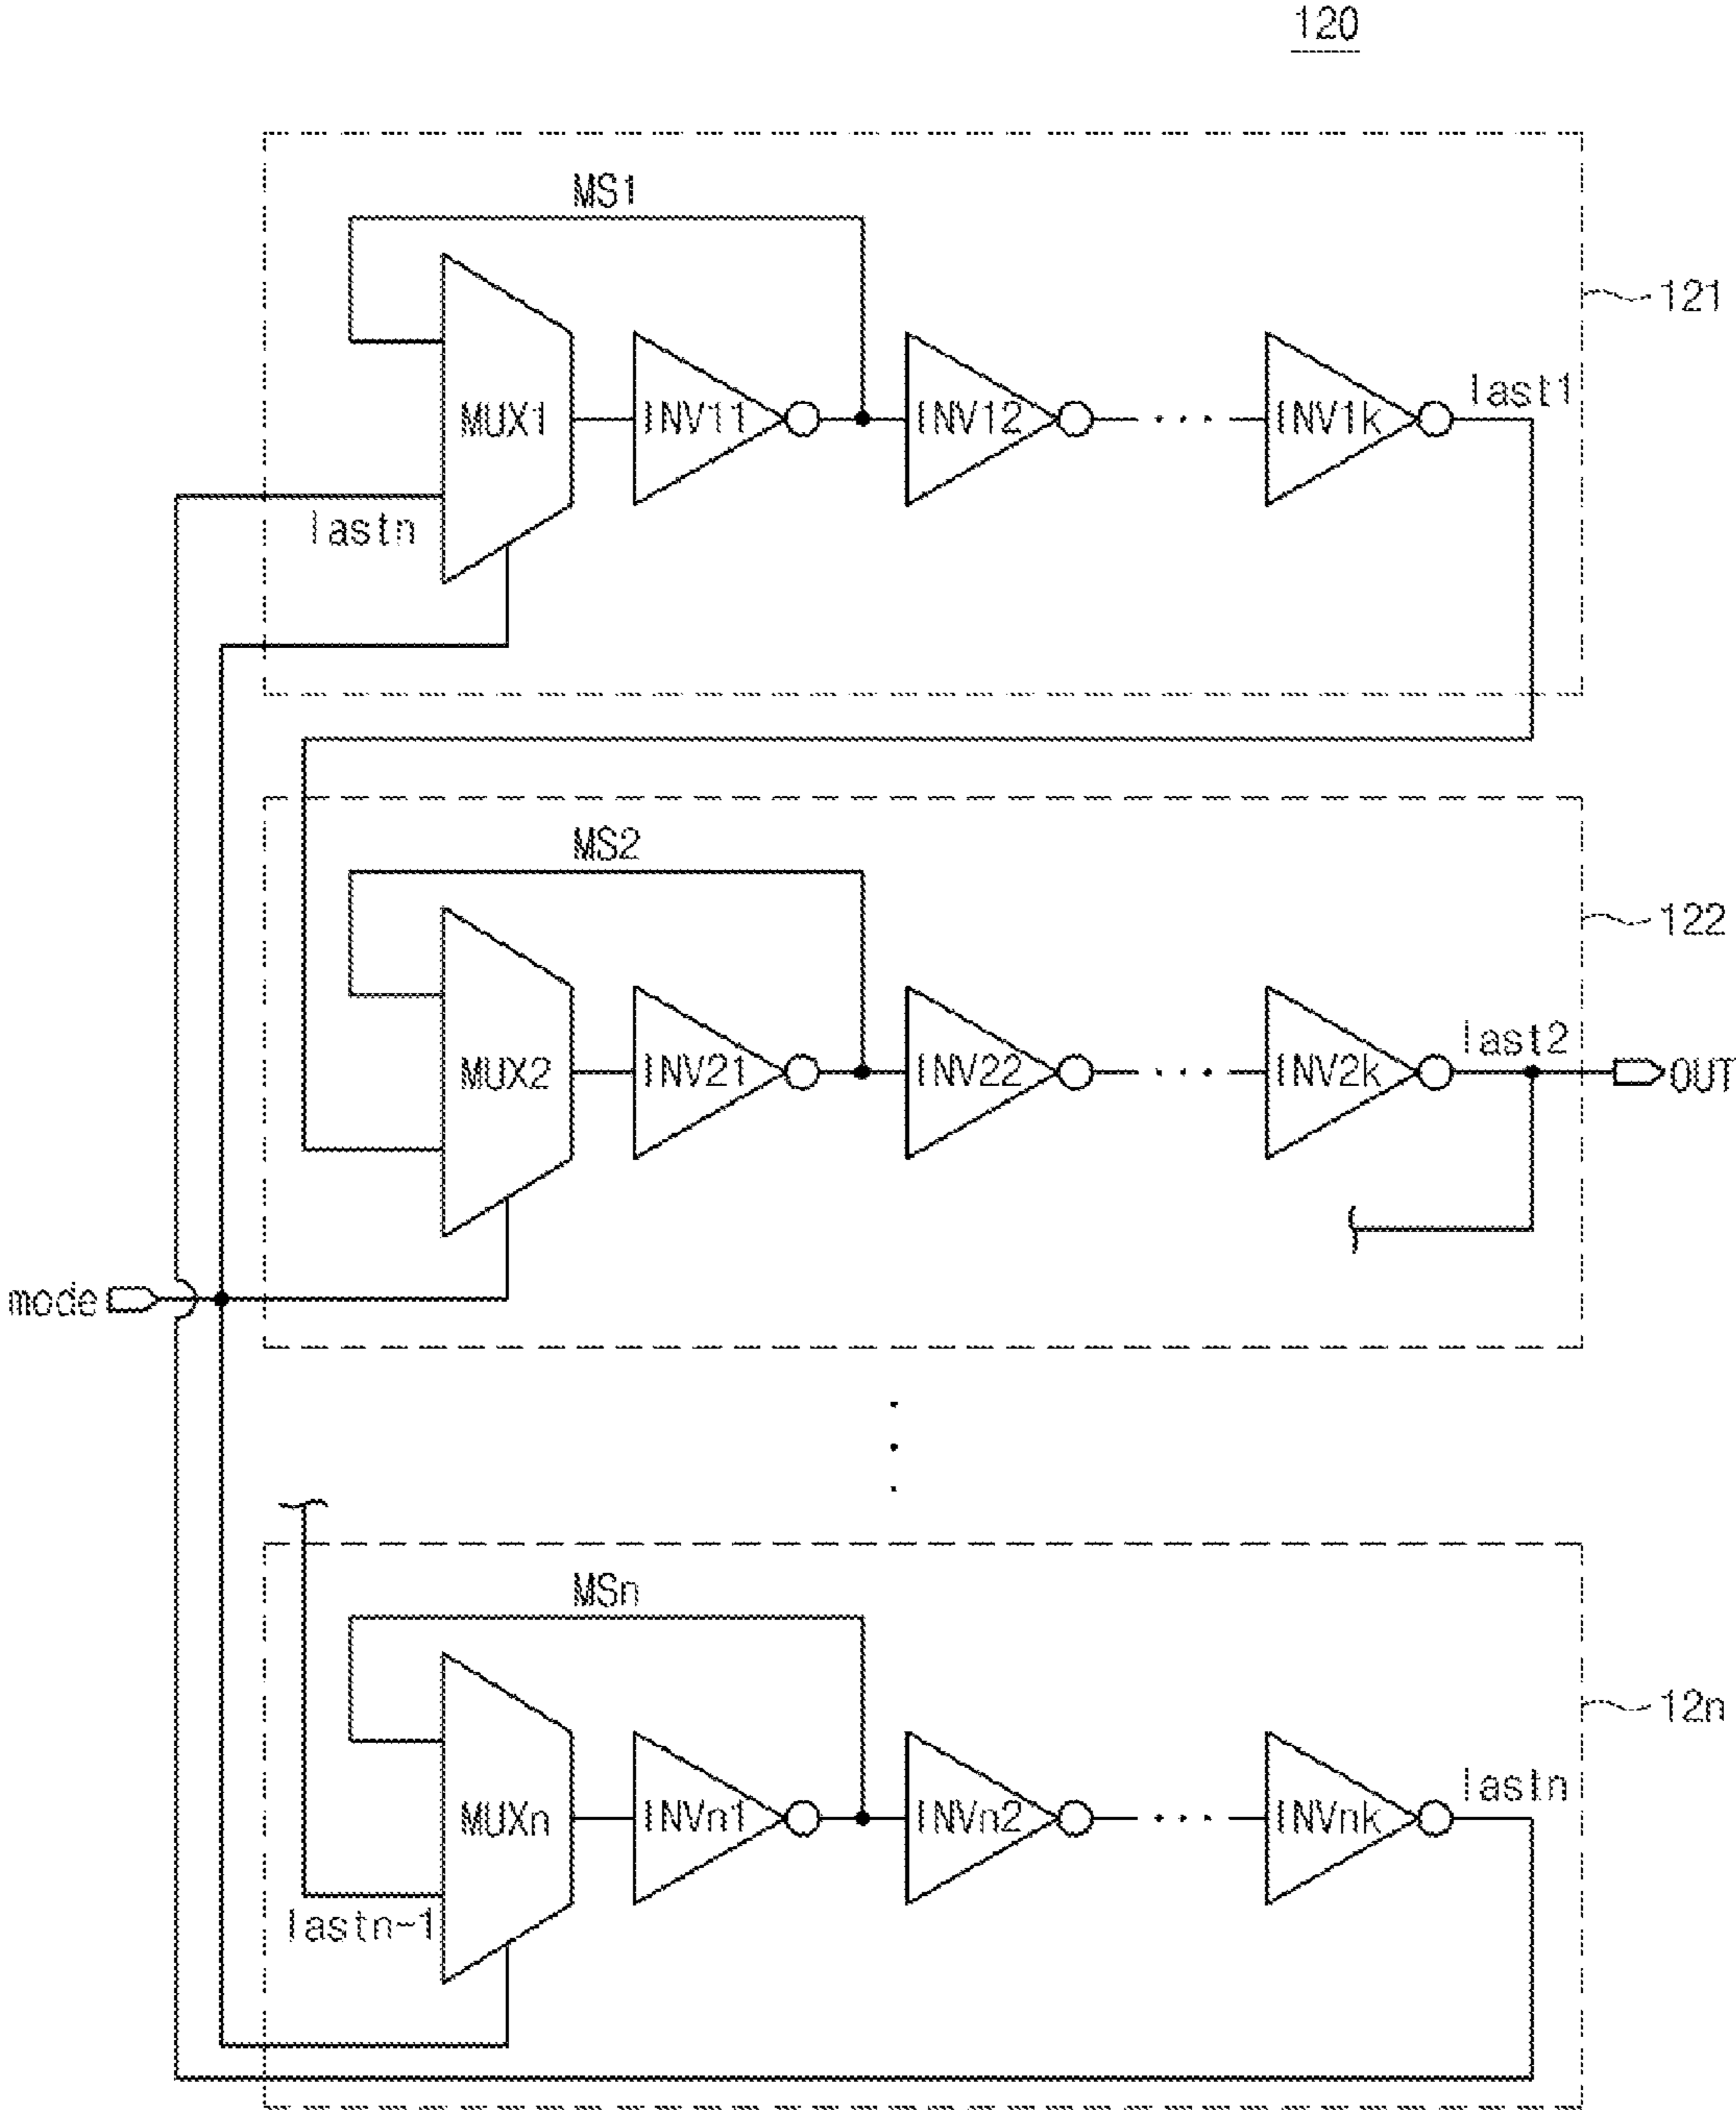 120
MS1
121
MUX1 INV11 INV12 ... INV1k last1
lastn
MS2
122
MUX2 INV21 INV22 ... INV2k last2 OUT
mode
MSn
12n
MUXn INVn1 INVn2 ... INVnk lastn
lastn-1